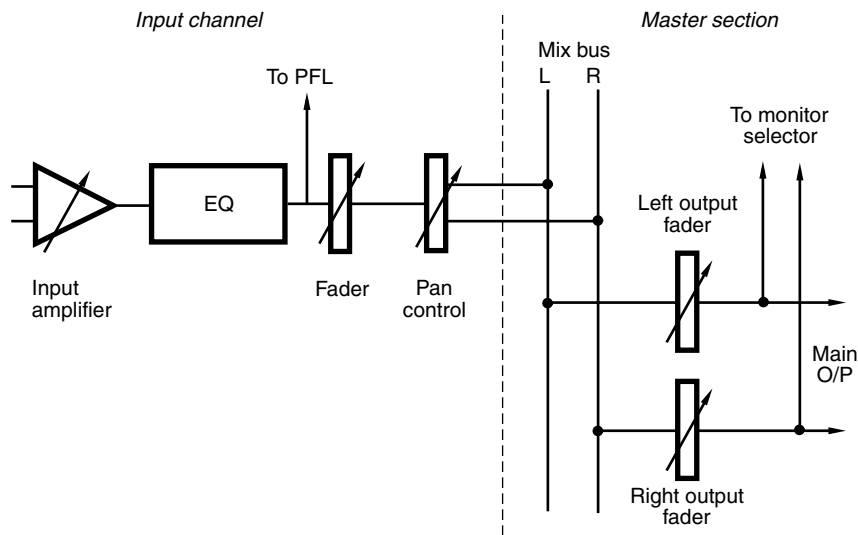 Input channel
Master section
Mix bus
L R
To PFL
To monitor
selector
EQ
Left output
fader
Input
amplifier
Fader
Pan
control
Main
O/P
Right output
fader